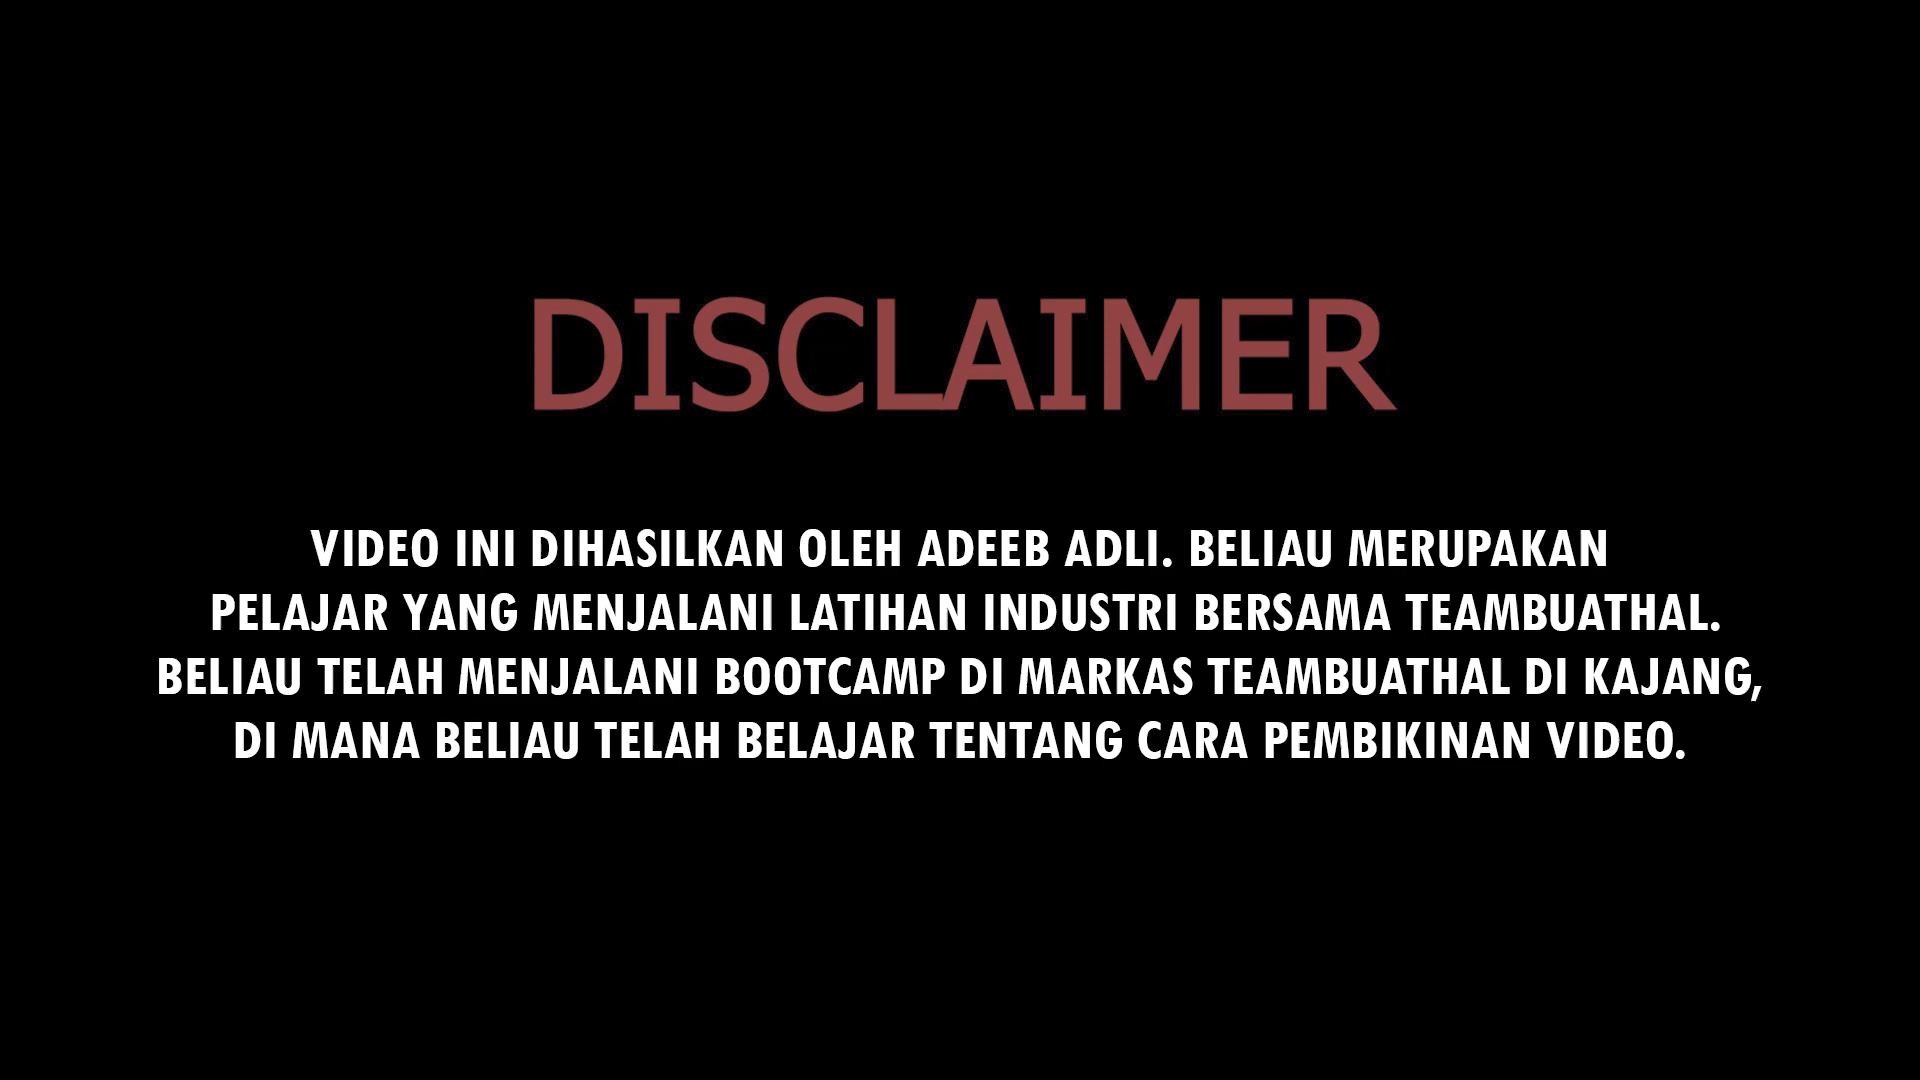 DISCLAIMER
VIDEO INI DIHASILKAN OLEH ADEEB ADLI. BELIAU MERUPAKAN
PELAJAR YANG MENJALANI LATIHAN INDUSTRI BERSAMA TEAMBUATHAL.
BELIAU TELAH MENJALANI BOOTCAMP DI MARKAS TEAMBUATHAL DI KAJANG,
DI MANA BELIAU TELAH BELAJAR TENTANG CARA PEMBIKINAN VIDEO.